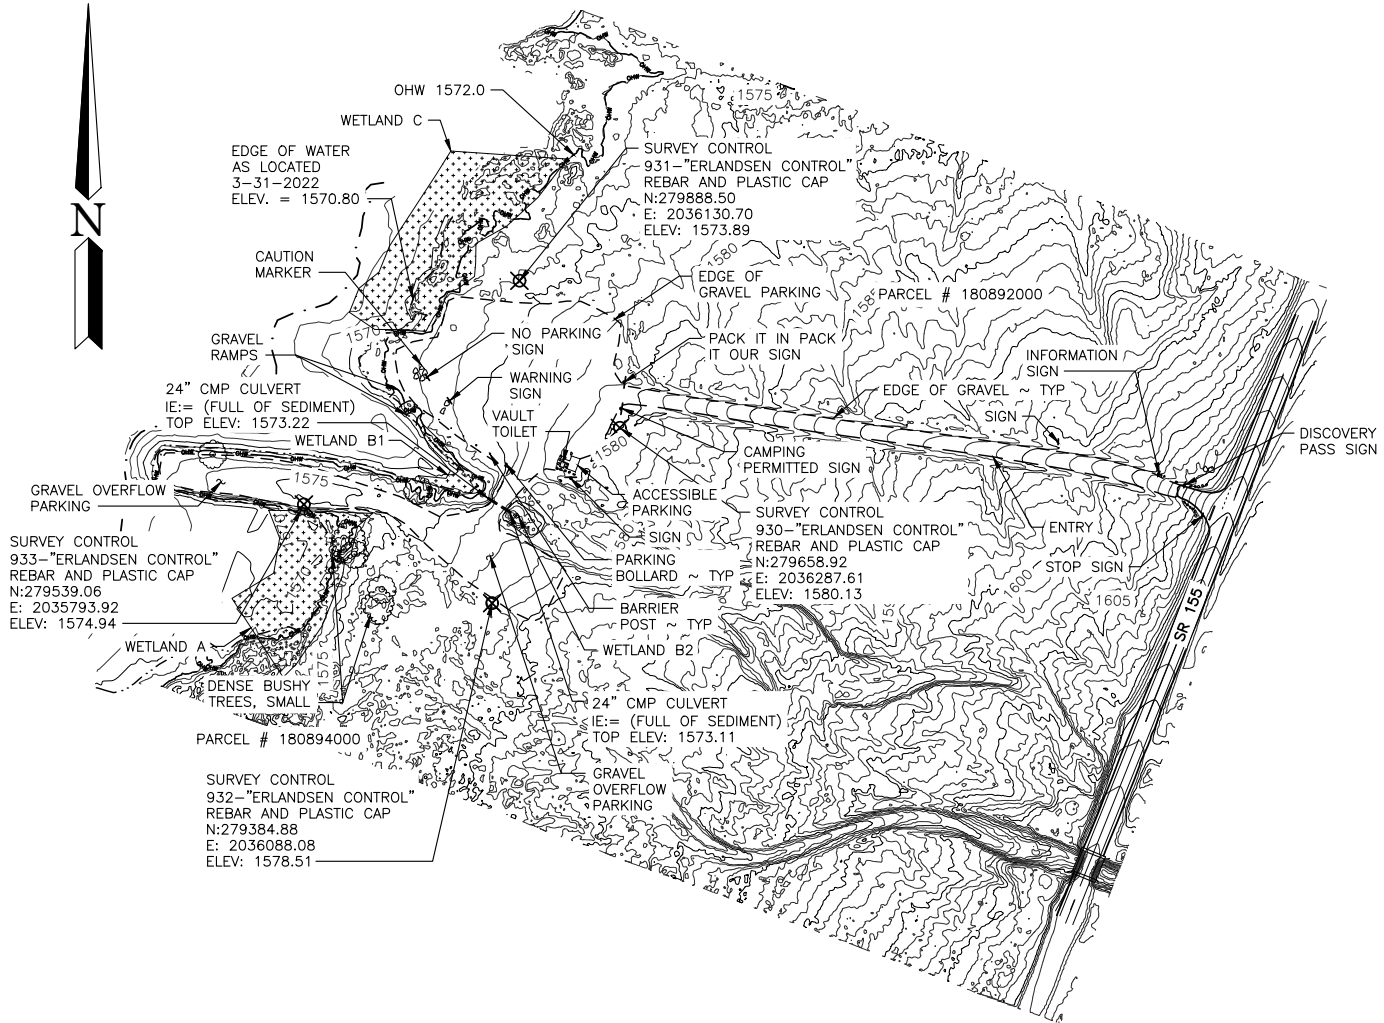 N
OHW 1572.0
WETLAND C
EDGE OF WATER
AS LOCATED
3-31-2022
ELEV. = 1570.80
CAUTION
MARKER
GRAVEL
RAMPS
24" CMP CULVERT
IE:= (FULL OF SEDIMENT)
TOP ELEV: 1573.22
WETLAND B1
GRAVEL OVERFLOW
PARKING
SURVEY CONTROL
933-"ERLANDSEN CONTROL"
REBAR AND PLASTIC CAP
N:279539.06
E: 2035793.92
ELEV: 1574.94
WETLAND A
DENSE BUSHY
TREES, SMALL
PARCEL # 180894000
SURVEY CONTROL
932-"ERLANDSEN CONTROL"
REBAR AND PLASTIC CAP
N:279384.88
E: 2036088.08
ELEV: 1578.51
1575
SURVEY CONTROL
931-"ERLANDSEN CONTROL"
REBAR AND PLASTIC CAP
N:279888.50
E: 2036130.70
ELEV: 1573.89
1580
EDGE OF
GRAVEL PARKING
PARCEL # 180892000
NO PARKING
SIGN
PACK IT IN PACK
IT OUR SIGN
WARNING
SIGN
VAULT
TOILET
INFORMATION
SIGN
EDGE OF GRAVEL ~ TYP
SIGN
DISCOVERY
PASS SIGN
1580
CAMPING
PERMITTED SIGN
1575
ACCESSIBLE
PARKING
SIGN
SURVEY CONTROL
930-"ERLANDSEN CONTROL"
REBAR AND PLASTIC CAP
N:279658.92
E: 2036287.61
ELEV: 1580.13
ENTRY
STOP SIGN
1600
1605
SR 155
PARKING
BOLLARD ~ TYP
BARRIER
POST ~ TYP
WETLAND B2
1575
24" CMP CULVERT
IE:= (FULL OF SEDIMENT)
TOP ELEV: 1573.11
GRAVEL
OVERFLOW
PARKING
OHW
OHW
OHW
OHW